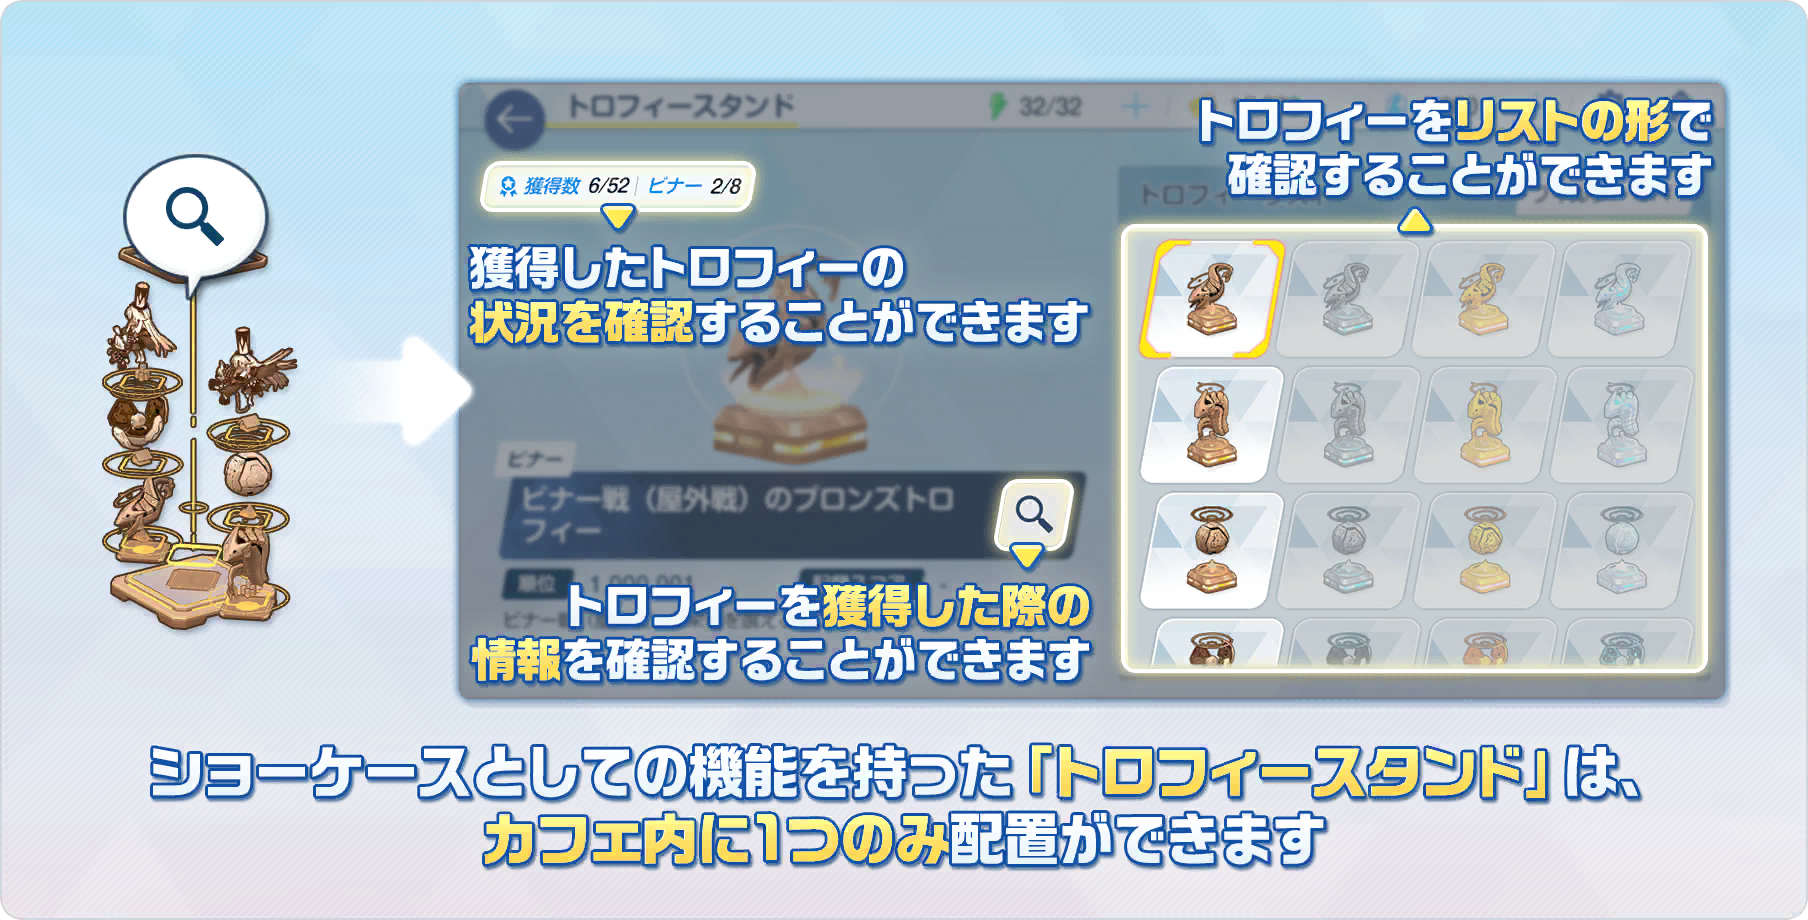 トロフィースタンド
32/32
トロフィーをリストの形で
確認することができます
獲得数 6/52 ビナー 2/8
獲得したトロフィーの
状況を確認することができます
ビナー
ビナー戦（屋外戦）のブロンズトロ
フィー
順位
トロフィーを獲得した際の
情報を確認することができます
ショーケースとしての機能を持った「トロフィースタンド」は、
カフェ内に1つのみ配置ができます